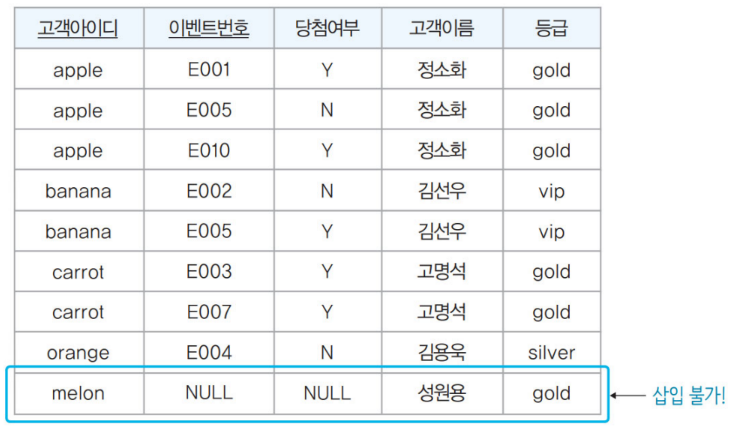 고객아이디 이벤트번호 당첨여부 고객이름 등급
apple E001 Y 정소화 gold
apple E005 N 정소화 gold
apple E010 Y 정소화 gold
banana E002 N 김선우 vip
banana E005 Y 김선우 vip
carrot E003 Y 고명석 gold
carrot E007 Y 고명석 gold
orange E004 N 김용욱 silver
melon NULL NULL 성원용 gold 삽입 불가!